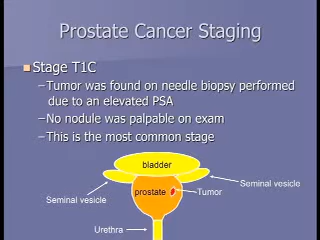 Prostate Cancer Staging
Stage T1C
–Tumor was found on needle biopsy performed
due to an elevated PSA
–No nodule was palpable on exam
–This is the most common stage
bladder
prostate
Tumor
Seminal vesicle
Seminal vesicle
Urethra